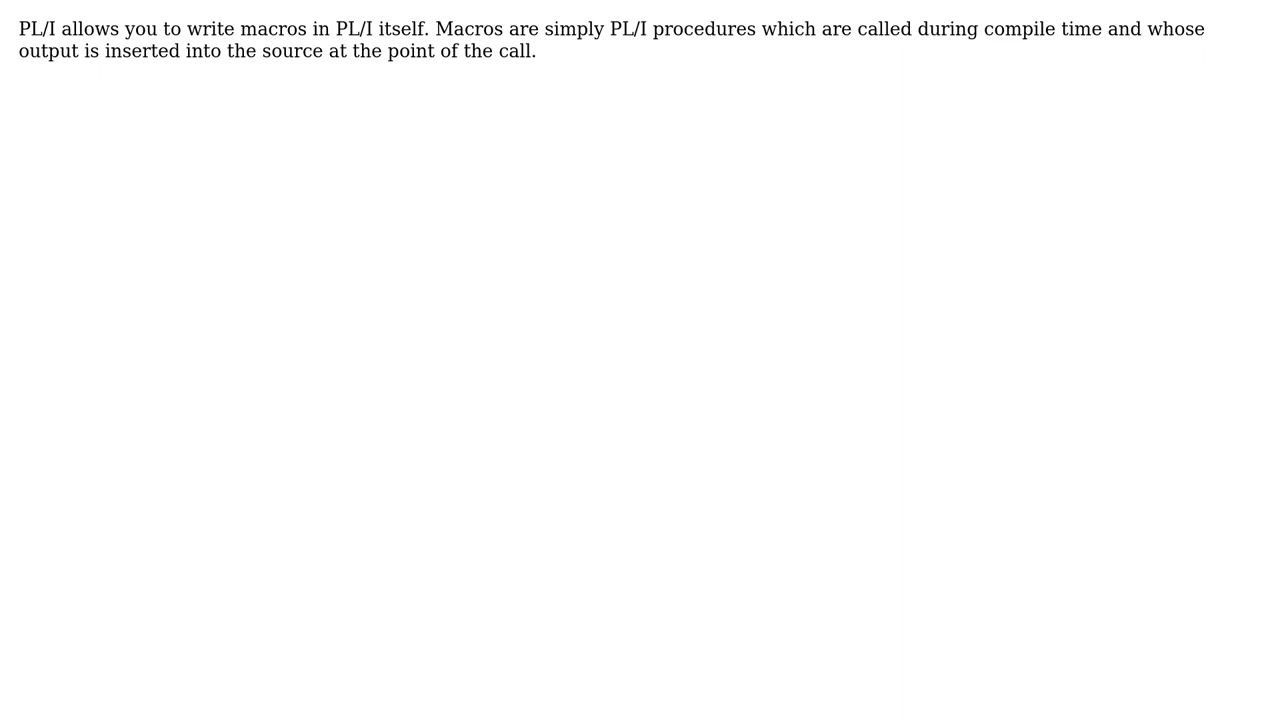 PL/I allows you to write macros in PL/I itself. Macros are simply PL/I procedures which are called during compile time and whose
output is inserted into the source at the point of the call.